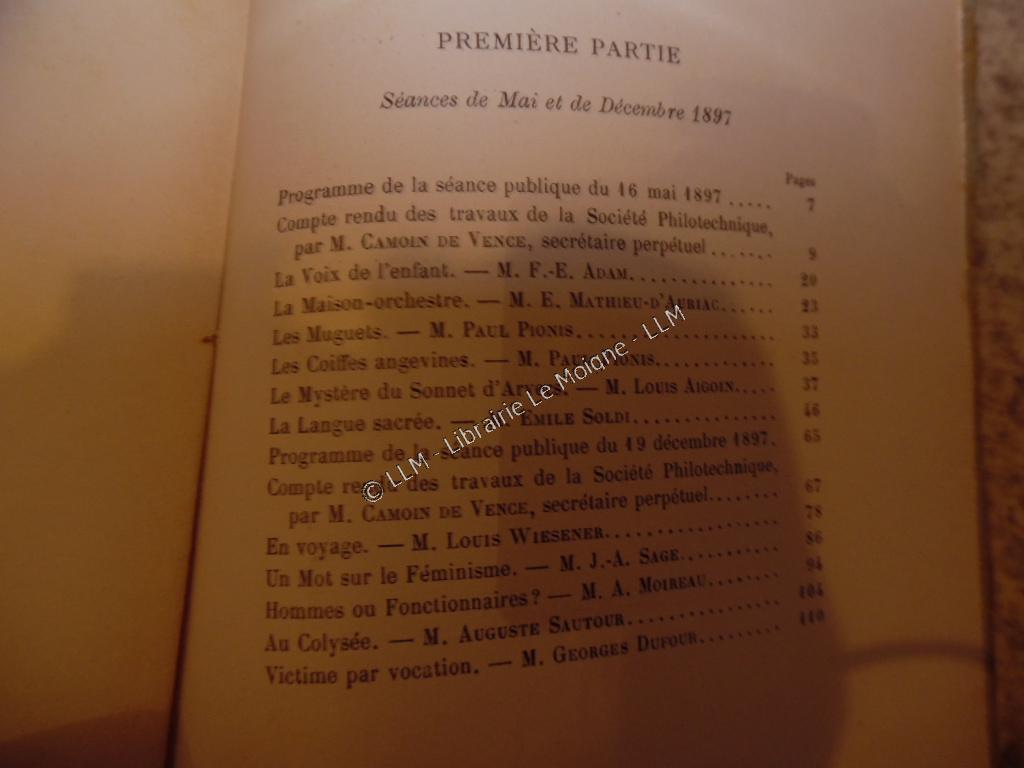 PREMIÈRE PARTIE
Séances de Mai et de Décembre 1897
Pages
Programme de la séance publique du 16 mai 1897 ..... 7
Compte rendu des travaux de la Société Philotechnique,
par M. CAMOIN DE VENCE, secrétaire perpétuel ....... 9
La Voix de l'enfant. — M. F.-E. ADAM................ 20
La Maison-orchestre. — M. E. MATHIEU-D'AURIAC...... 23
Les Muguets. — M. PAUL PIONIS..................... 33
Les Coiffes angevines. — M. PAUL PIONIS............. 35
Le Mystère du Sonnet d'Arvers. — M. LOUIS AIGOIN..... 37
La Langue sacrée. — M. EMILE SOLDI................ 46
Programme de la séance publique du 19 décembre 1897. 65
Compte rendu des travaux de la Société Philotechnique,
par M. CAMOIN DE VENCE, secrétaire perpétuel........ 67
En voyage. — M. LOUIS WIESENER.................. 78
Un Mot sur le Féminisme. — M. J.-A. SAGE.......... 86
Hommes ou Fonctionnaires? — M. A. MOIREAU........ 94
Au Colysée. — M. AUGUSTE SAUTOUR................ 104
Victime par vocation. — M. GEORGES DUFOUR......... 110
© LLM - Librairie Le Moigne - LLM